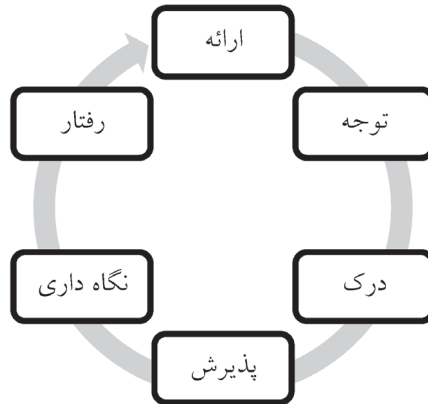 ارائه
توجه
درک
پذیرش
نگاه داری
رفتار